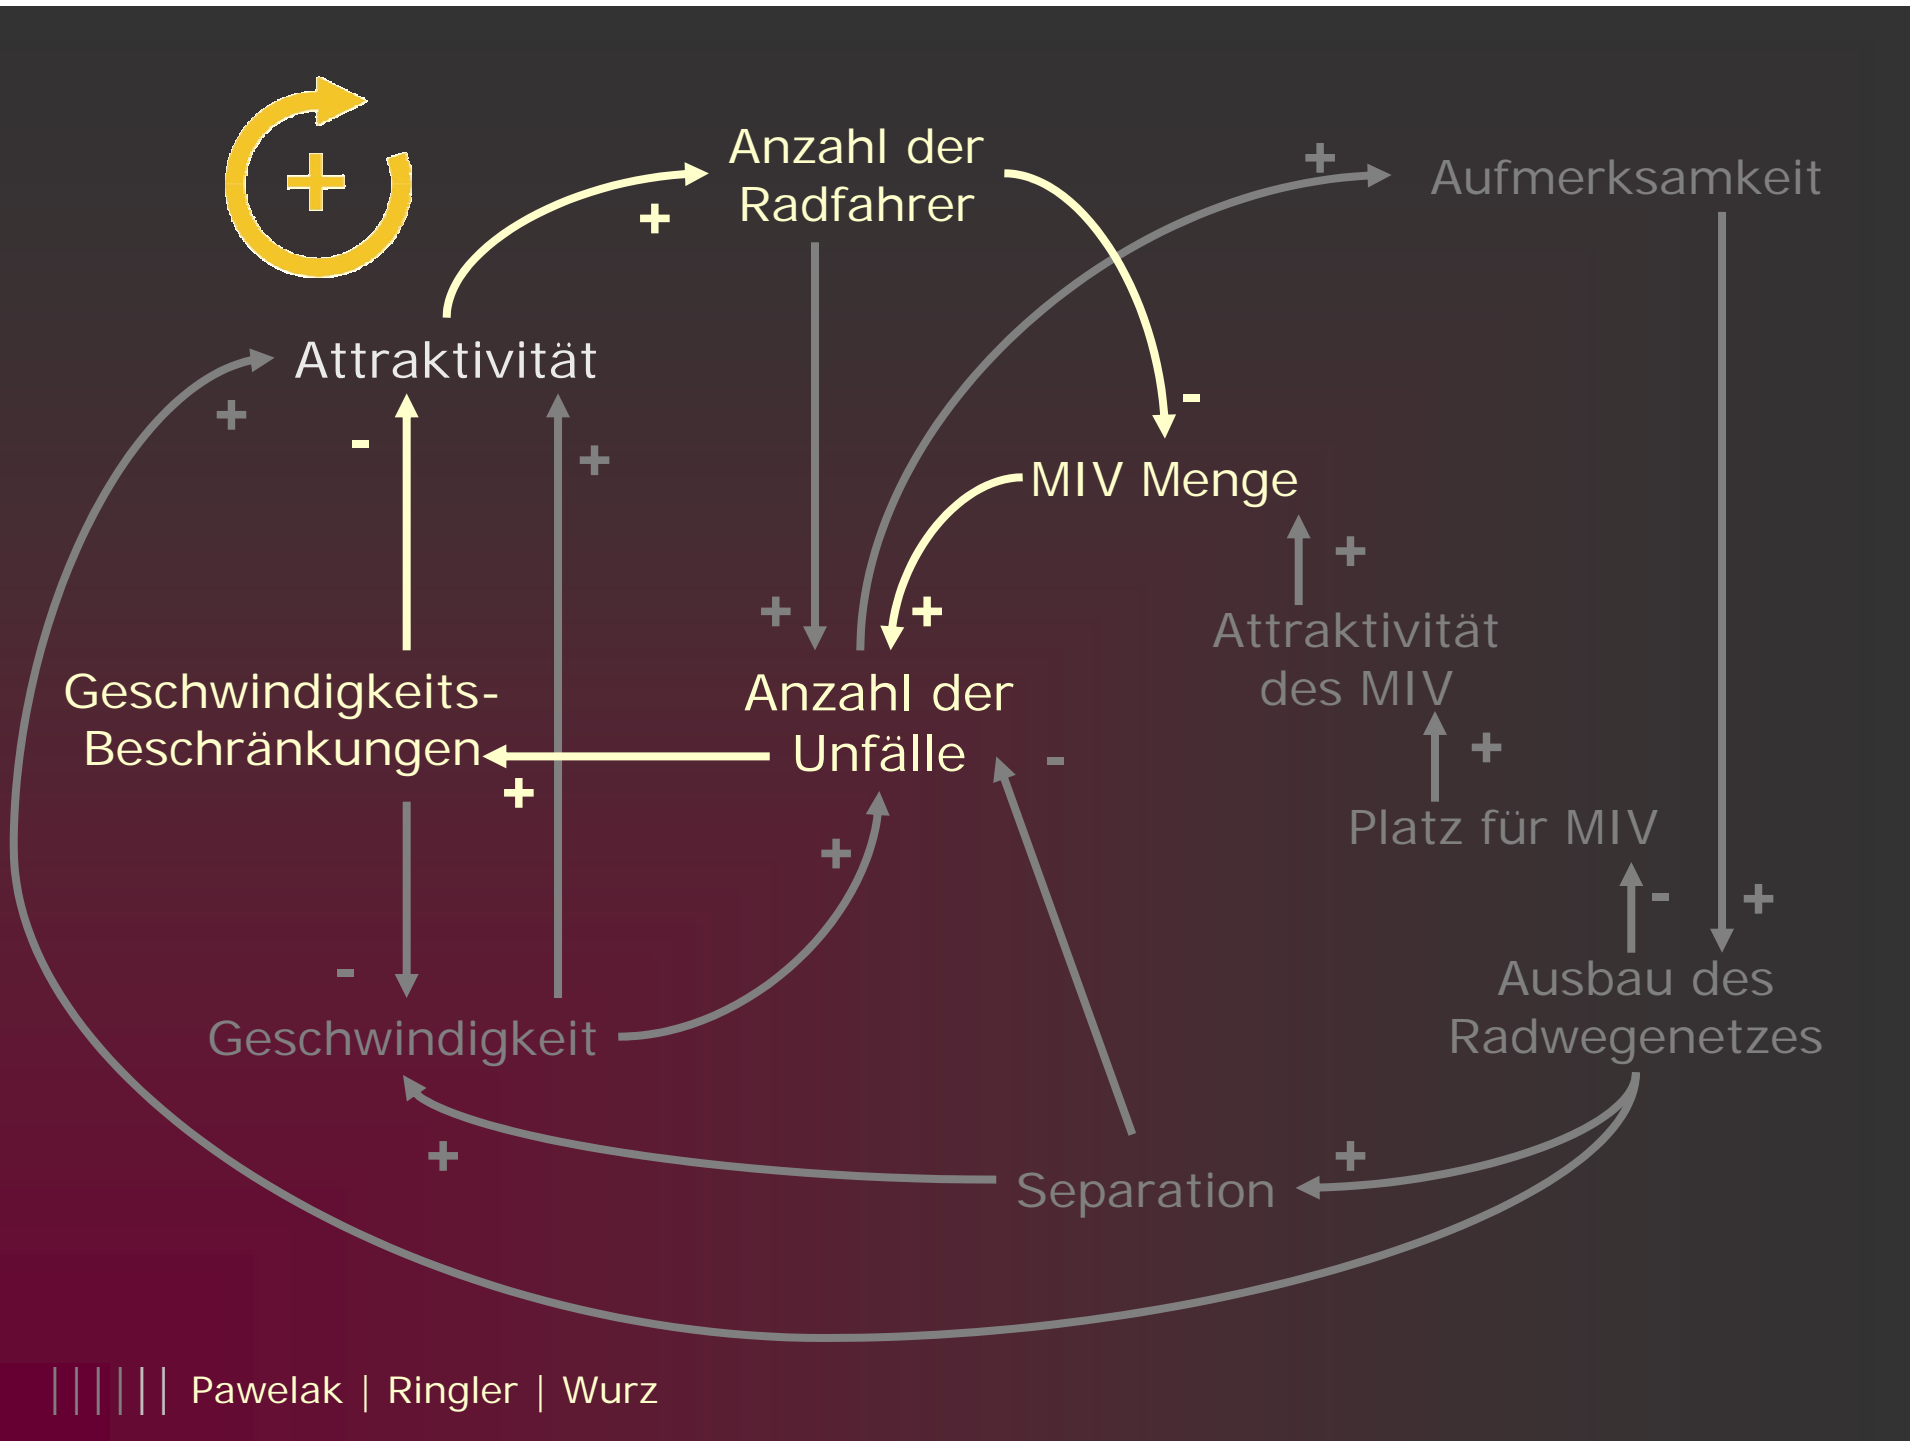 +
Anzahl der
Radfahrer
+
Aufmerksamkeit
+
Attraktivität
+
-
+
-
MIV Menge
+
+
+
Attraktivität
des MIV
Geschwindigkeits-
Beschränkungen
+
Anzahl der
Unfälle
-
+
Platz für MIV
+
-
+
-
Ausbau des
Radwegenetzes
Geschwindigkeit
+
+
Separation
Pawelak | Ringler | Wurz